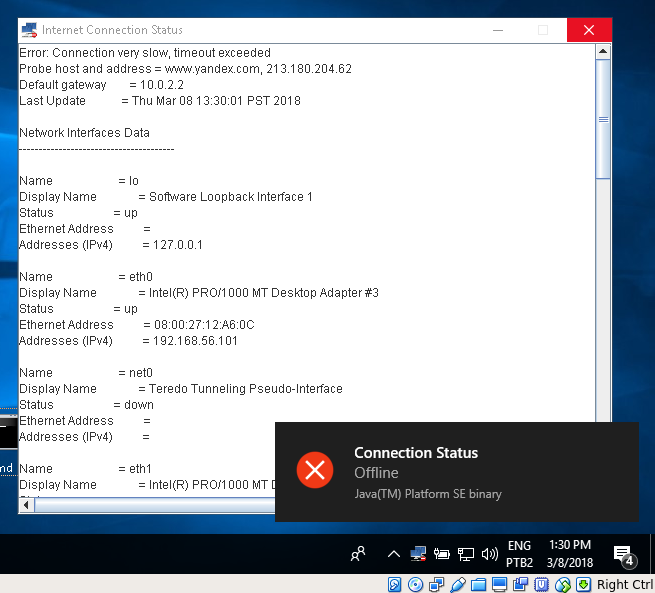 Internet Connection Status
Error: Connection very slow, timeout exceeded
Probe host and address = www.yandex.com, 213.180.204.62
Default gateway = 10.0.2.2
Last Update = Thu Mar 08 13:30:01 PST 2018
Network Interfaces Data
---------------------------------------
Name = lo
Display Name = Software Loopback Interface 1
Status = up
Ethernet Address =
Addresses (IPv4) = 127.0.0.1
Name = eth0
Display Name = Intel(R) PRO/1000 MT Desktop Adapter #3
Status = up
Ethernet Address = 08:00:27:12:A6:0C
Addresses (IPv4) = 192.168.56.101
Name = net0
Display Name = Teredo Tunneling Pseudo-Interface
Status = down
Ethernet Address =
Addresses (IPv4) =
Name = eth1
Display Name = Intel(R) PRO/1000 MT
Connection Status
Offline
Java(TM) Platform SE binary
md
ENG
PTB2
1:30 PM
3/8/2018
4
Right Ctrl